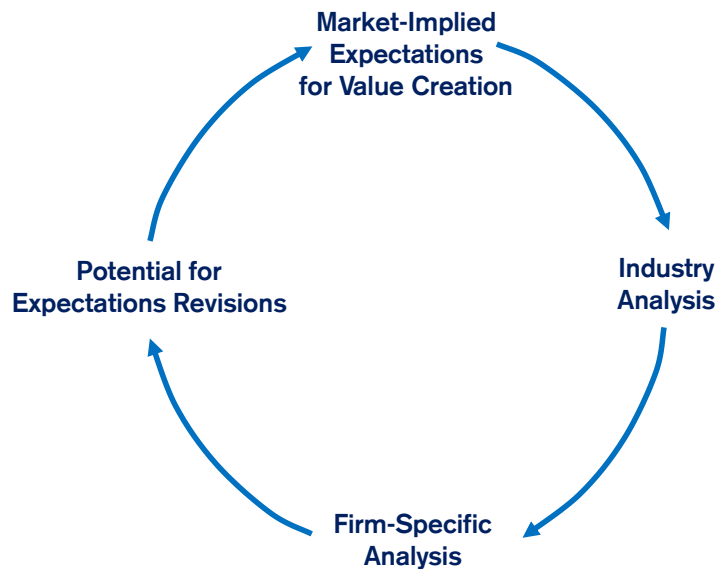 Market-Implied
Expectations
for Value Creation
Industry
Analysis
Firm-Specific
Analysis
Potential for
Expectations Revisions